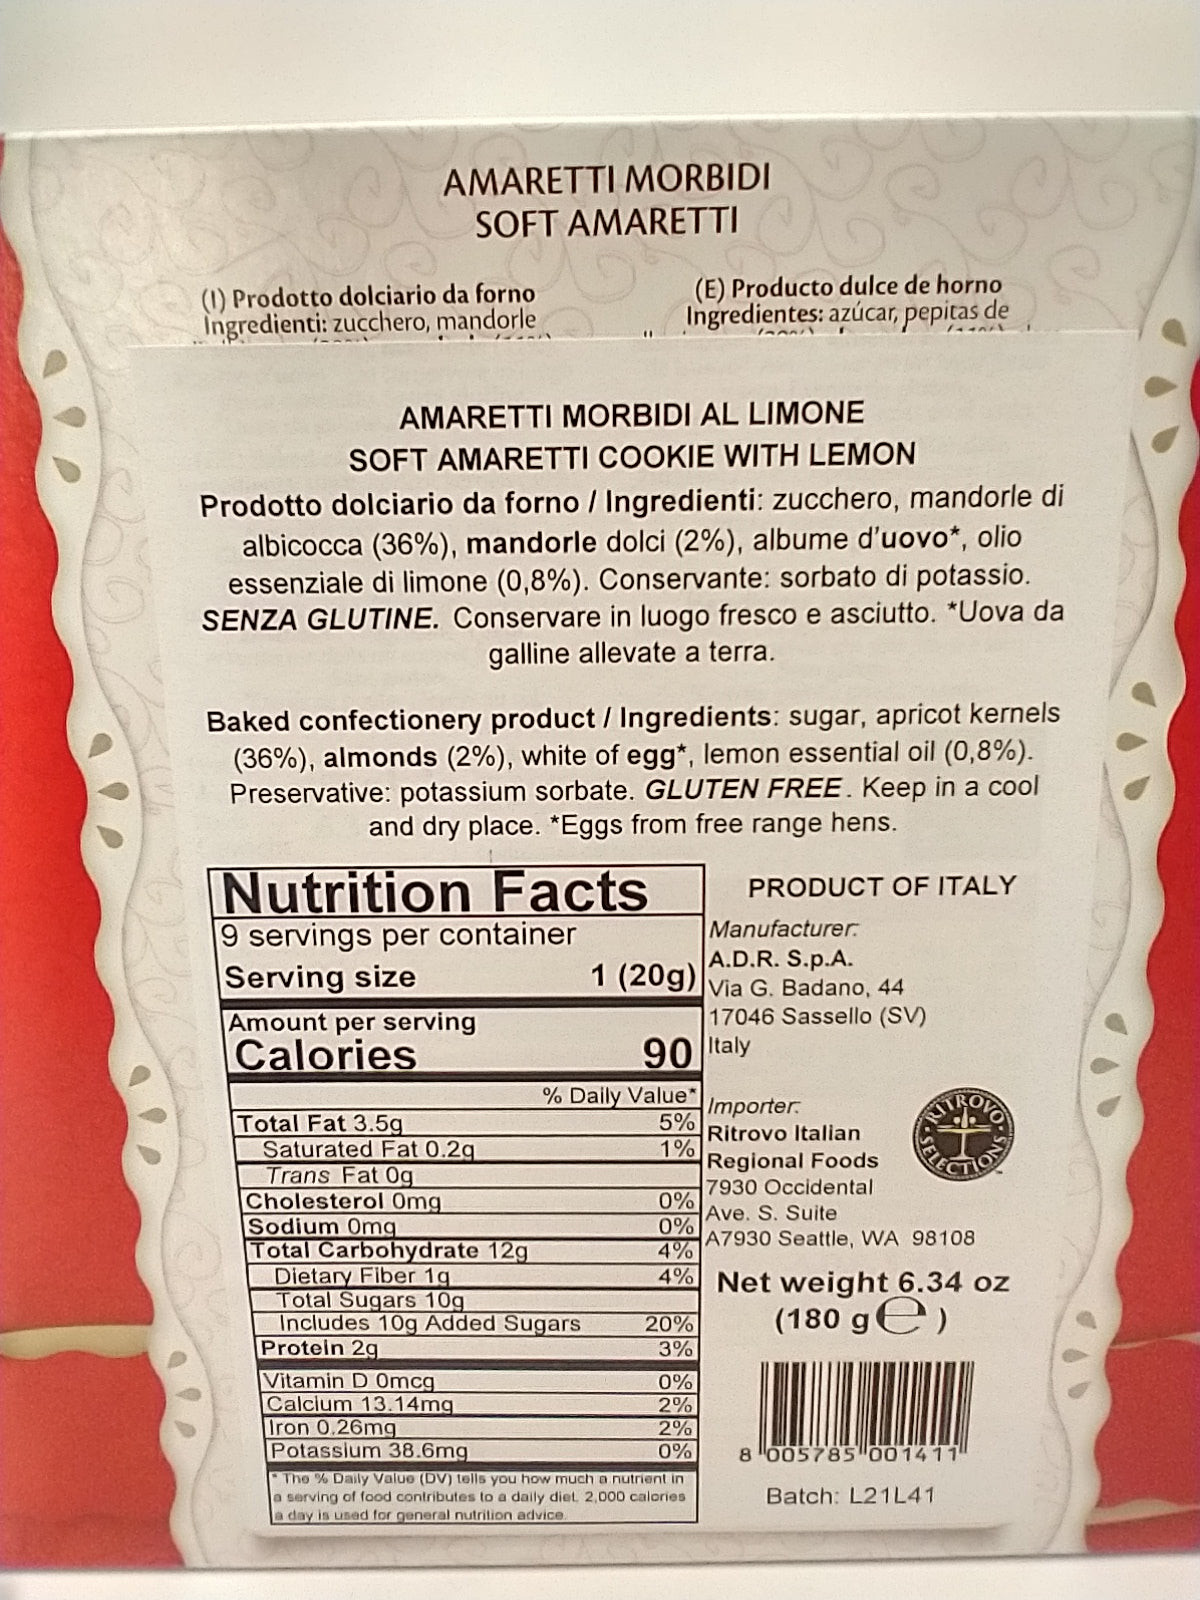 AMARETTI MORBIDI
SOFT AMARETTI
(I) Prodotto dolciario da forno
Ingredienti: zucchero, mandorle
(E) Producto dulce de horno
Ingredientes: azúcar, pepitas de
AMARETTI MORBIDI AL LIMONE
SOFT AMARETTI COOKIE WITH LEMON
Prodotto dolciario da forno / Ingredienti: zucchero, mandorle di
albicocca (36%), mandorle dolci (2%), albume d'uovo*, olio
essenziale di limone (0,8%). Conservante: sorbato di potassio.
SENZA GLUTINE. Conservare in luogo fresco e asciutto. *Uova da
galline allevate a terra.
Baked confectionery product / Ingredients: sugar, apricot kernels
(36%), almonds (2%), white of egg*, lemon essential oil (0,8%).
Preservative: potassium sorbate. GLUTEN FREE. Keep in a cool
and dry place. *Eggs from free range hens.
Nutrition Facts
9 servings per container
Serving size 1 (20g)
Amount per serving
Calories 90
% Daily Value*
Total Fat 3.5g 5%
Saturated Fat 0.2g 1%
Trans Fat 0g
Cholesterol 0mg 0%
Sodium 0mg 0%
Total Carbohydrate 12g 4%
Dietary Fiber 1g 4%
Total Sugars 10g
Includes 10g Added Sugars 20%
Protein 2g 3%
Vitamin D 0mcg 0%
Calcium 13.14mg 2%
Iron 0.26mg 2%
Potassium 38.6mg 0%
* The % Daily Value (DV) tells you how much a nutrient in
a serving of food contributes to a daily diet. 2,000 calories
a day is used for general nutrition advice.
PRODUCT OF ITALY
Manufacturer:
A.D.R. S.p.A.
Via G. Badano, 44
17046 Sassello (SV)
Italy
Importer:
Ritrovo Italian
Regional Foods
7930 Occidental
Ave. S. Suite
A7930 Seattle, WA 98108
RITROVO
SELECTIONS
Net weight 6.34 oz
(180 g ℮)
8 005785 001411
Batch: L21L41